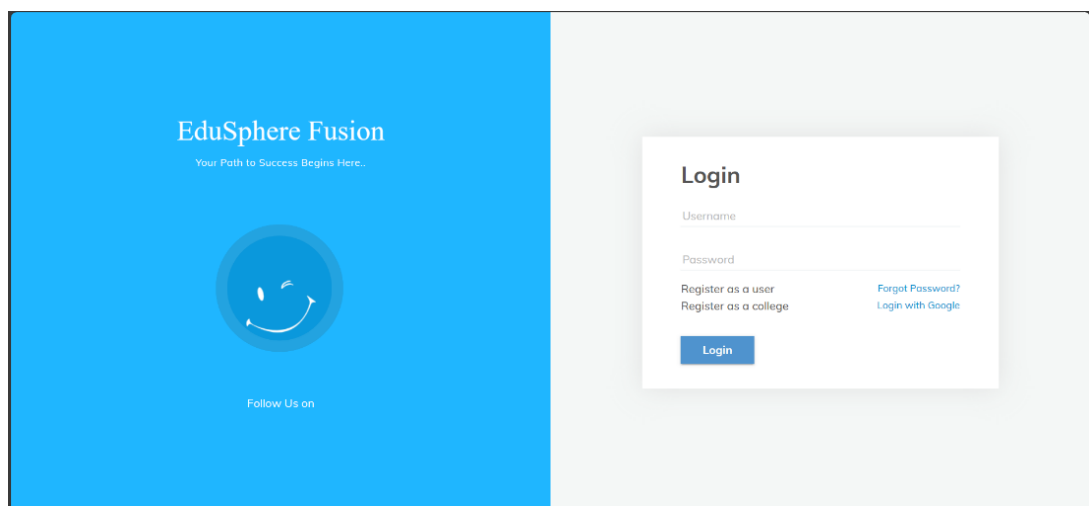 EduSphere Fusion
Your Path to Success Begins Here..
Follow Us on
Login
Username
Password
Register as a user
Forgot Password?
Register as a college
Login with Google
Login